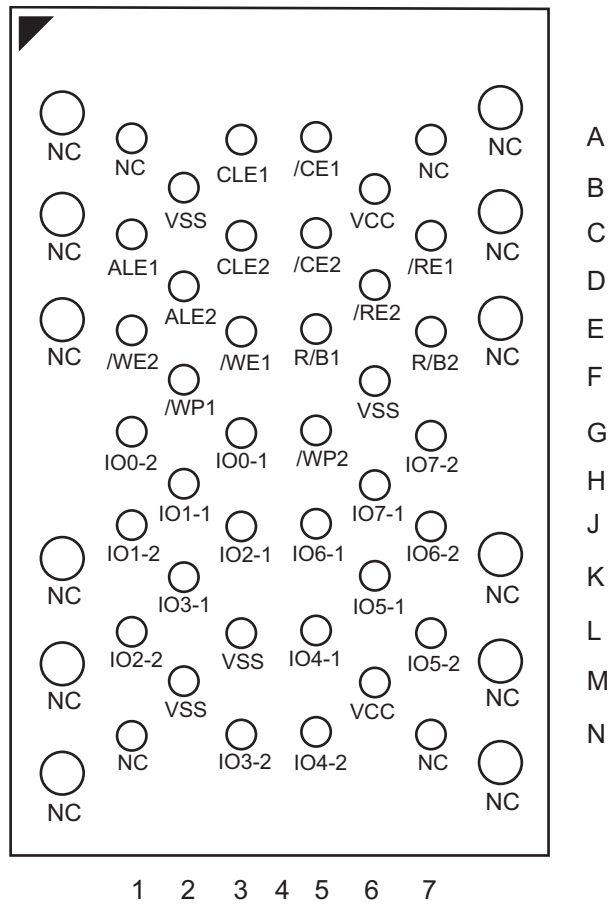 NC NC CLE1 /CE1 NC NC A
VSS VCC B
NC ALE1 CLE2 /CE2 /RE1 NC C
ALE2 /RE2 D
NC /WE2 /WE1 R/B1 R/B2 NC E
/WP1 VSS F
IO0-2 IO0-1 /WP2 IO7-2 G
IO1-1 IO7-1 H
IO1-2 IO2-1 IO6-1 IO6-2 J
NC IO3-1 IO5-1 NC K
IO2-2 VSS IO4-1 IO5-2 L
NC VSS VCC NC M
NC IO3-2 IO4-2 NC N
NC NC
1 2 3 4 5 6 7